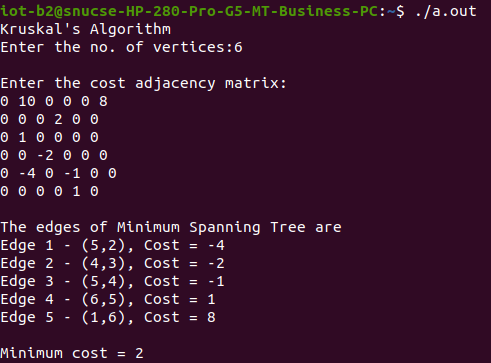 iot-b2@snucse-HP-280-Pro-G5-MT-Business-PC:~$ ./a.out
Kruskal's Algorithm
Enter the no. of vertices:6
Enter the cost adjacency matrix:
0 10 0 0 0 8
0 0 0 2 0 0
0 1 0 0 0 0
0 0 -2 0 0 0
0 -4 0 -1 0 0
0 0 0 0 1 0
The edges of Minimum Spanning Tree are
Edge 1 - (5,2), Cost = -4
Edge 2 - (4,3), Cost = -2
Edge 3 - (5,4), Cost = -1
Edge 4 - (6,5), Cost = 1
Edge 5 - (1,6), Cost = 8
Minimum cost = 2